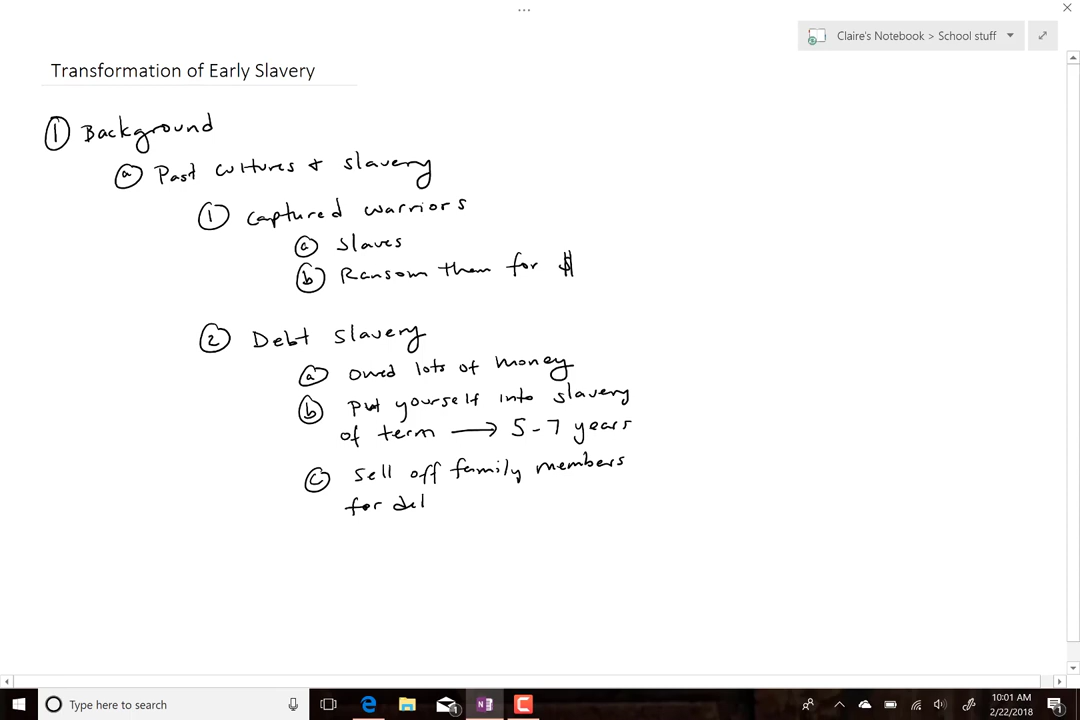 Claire's Notebook > School stuff
Transformation of Early Slavery
① Background
ⓐ Past cultures + slavery
① captured warriors
ⓐ slaves
ⓑ Ransom them for $
② Debt slavery
ⓐ owed lots of money
ⓑ put yourself into slavery
of term → 5-7 years
ⓒ sell off family members
for
Type here to search
10:01 AM
2/22/2018